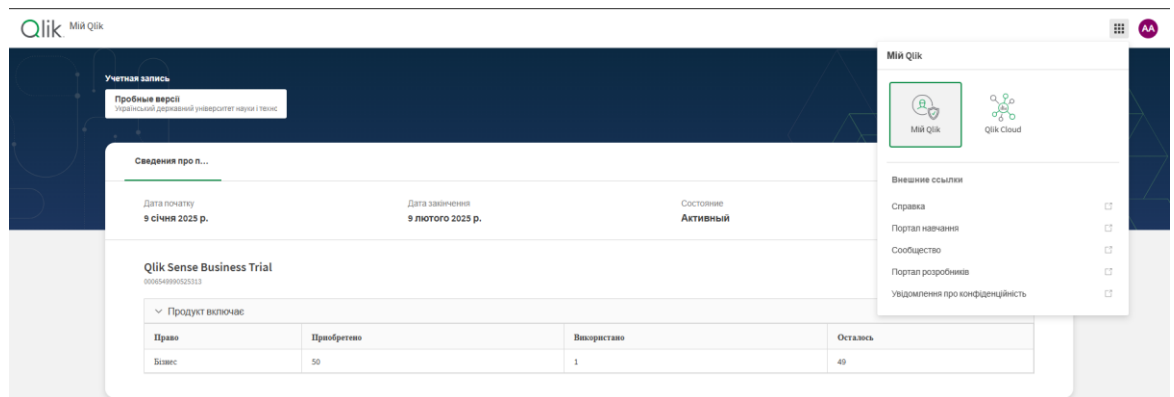 Qlik Мій Qlik
AA
Учетная запись
Пробные версії
Український державний університет науки і технс
Сведения про п...
Дата початку
9 січня 2025 р.
Дата закінчення
9 лютого 2025 р.
Состояние
Активный
Qlik Sense Business Trial
0006549990525313
Продукт включає
Право Приобретено Використано Осталось
Бізнес 50 1 49
Мій Qlik
Мій Qlik
Qlik Cloud
Внешние ссылки
Справка
Портал навчання
Сообщество
Портал розробників
Увідомлення про конфіденційність